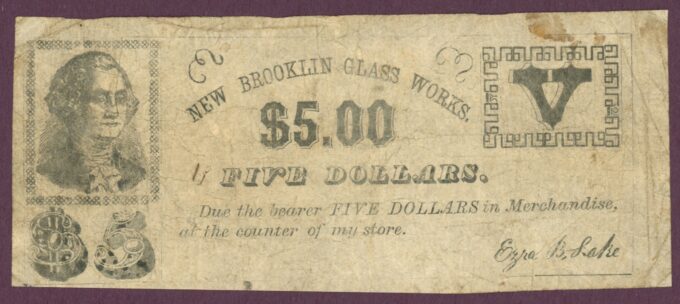 NEW BROOKLIN GLASS WORKS.
$5.00
V
FIVE DOLLARS.
Due the bearer FIVE DOLLARS in Merchandise,
at the counter of my store.
$5
Ezra B. Lake